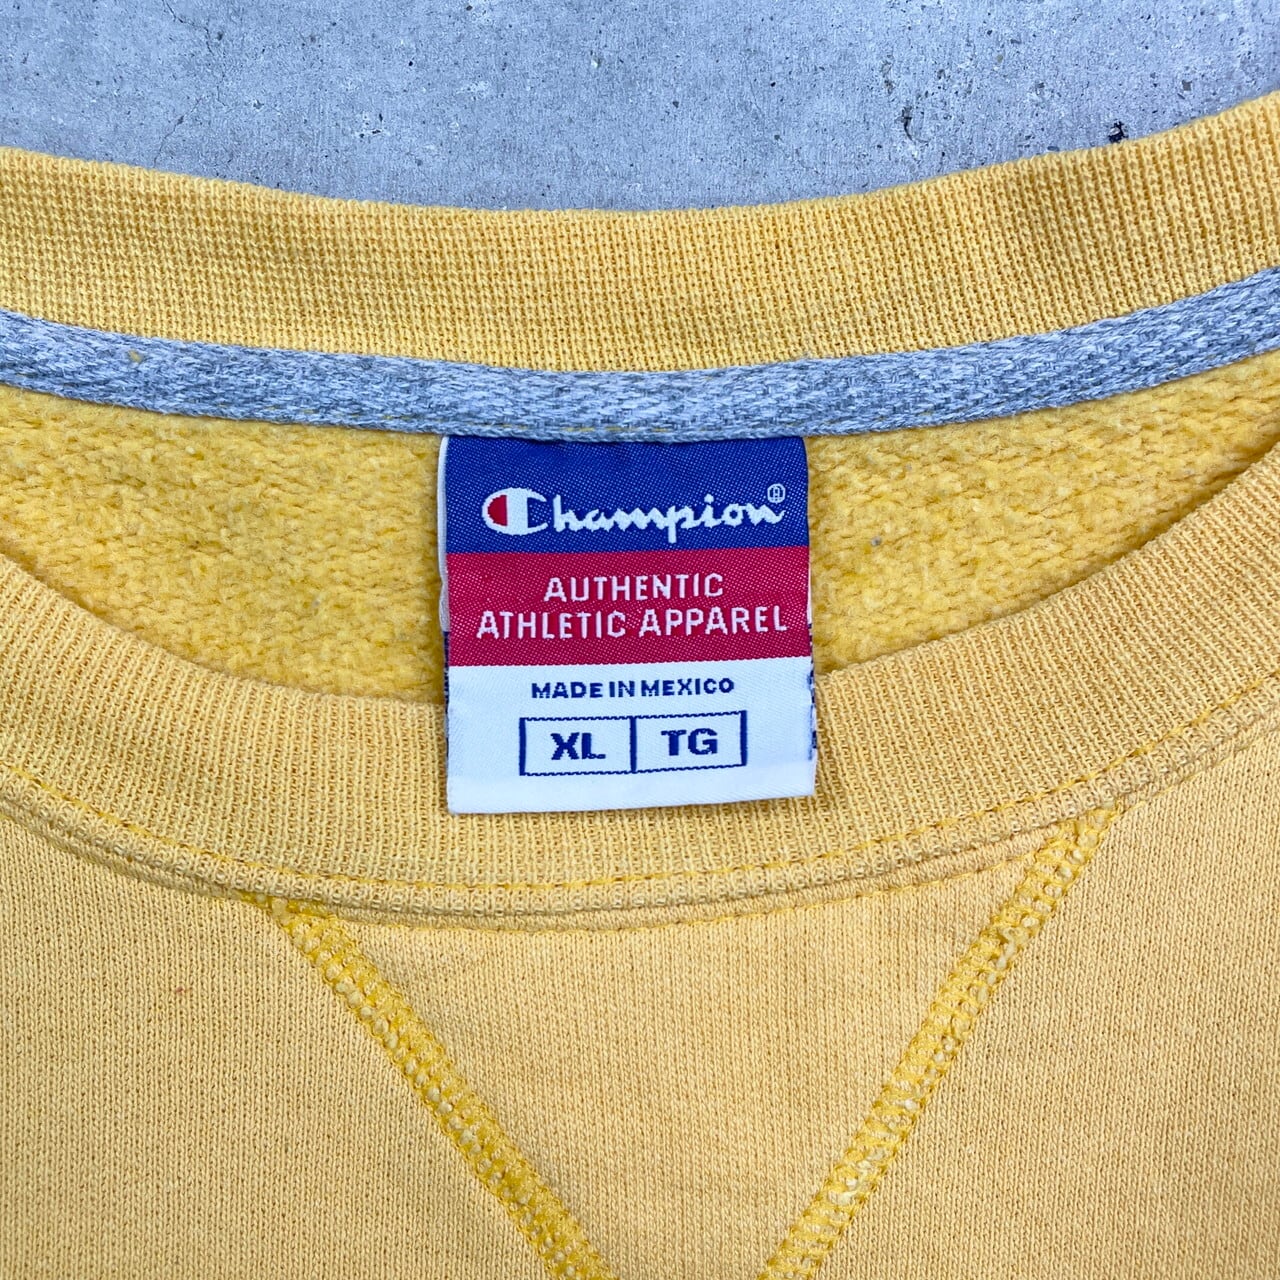 Champion®
AUTHENTIC
ATHLETIC APPAREL
MADE IN MEXICO
XL TG